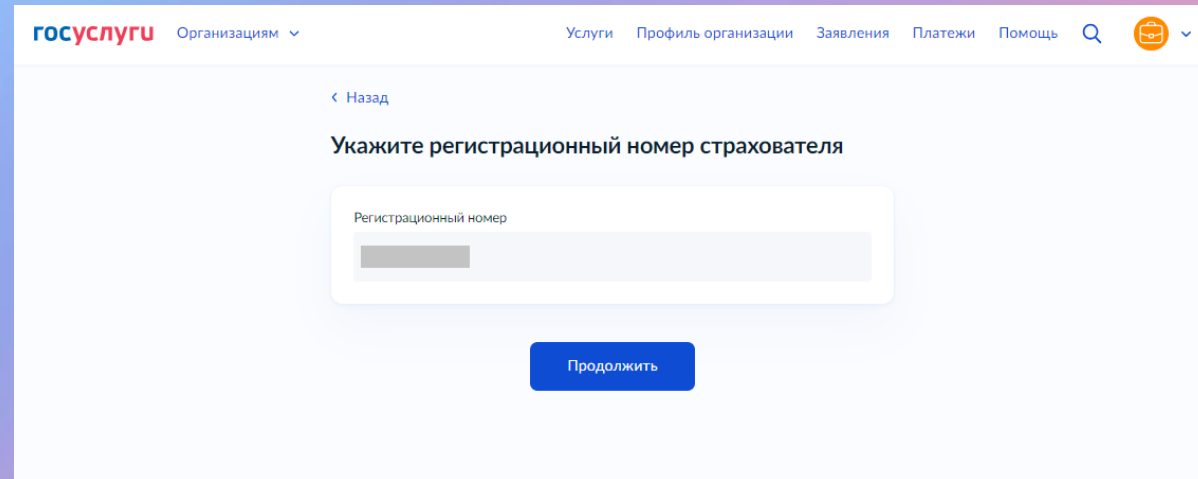 госуслуги Организациям Услуги Профиль организации Заявления Платежи Помощь
Назад
Укажите регистрационный номер страхователя
Регистрационный номер
Продолжить